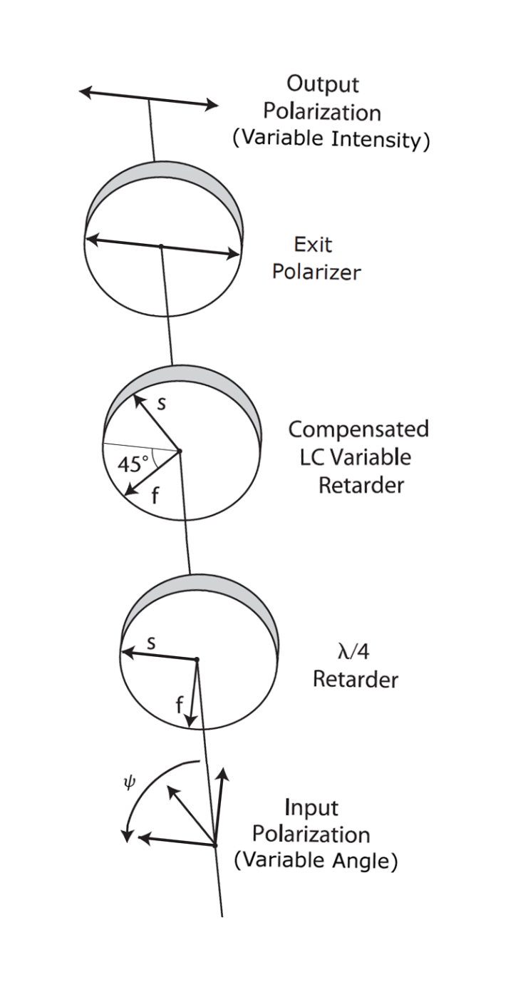 Output
Polarization
(Variable Intensity)
Exit
Polarizer
s
45°
f
Compensated
LC Variable
Retarder
s
f
λ/4
Retarder
ψ
Input
Polarization
(Variable Angle)